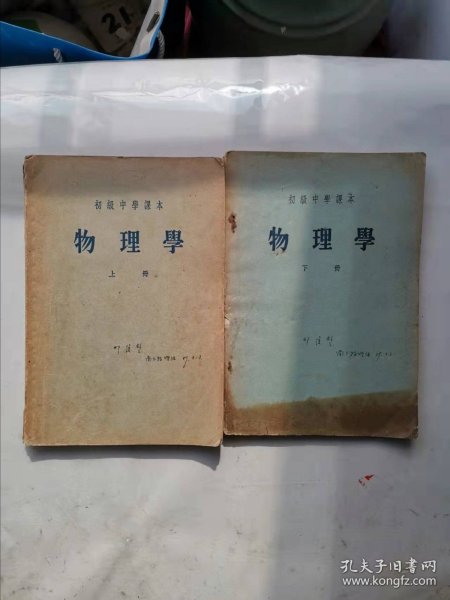 21
初級中學課本
物理學
上冊
初級中學課本
物理學
下冊
孔夫子旧书网
www.kongfz.com